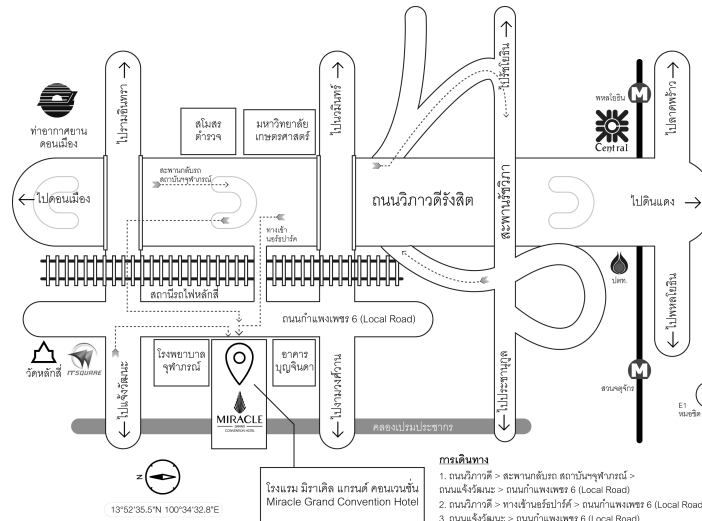 ไปรามอินทรา
ไปนวมินทร์
ไปรัชโยธิน
ไปลาดพร้าว
ท่าอากาศยาน
ดอนเมือง
สโมสร
ตำรวจ
มหาวิทยาลัย
เกษตรศาสตร์
พหลโยธิน
M
Central
สะพานกลับรถ
สถาบันฯจุฬาภรณ์
ไปดอนเมือง
ถนนวิภาวดีรังสิต
สะพานรัชวิภา
ไปดินแดง
ทางเข้า
นอร์ธปาร์ค
ปตท.
สถานีรถไฟหลักสี่
ถนนกำแพงเพชร 6 (Local Road)
ไปพหลโยธิน
วัดหลักสี่
IT SQUARE
โรงพยาบาล
จุฬาภรณ์
อาคาร
บุญจินดา
M
สวนจตุจักร
E1
หมอชิต
ไปแจ้งวัฒนะ
MIRACLE
GRAND
CONVENTION HOTEL
ไปงามวงศ์วาน
ไปประชานุกูล
คลองเปรมประชากร
N
13°52'35.5"N 100°34'32.8"E
โรงแรม มิราเคิล แกรนด์ คอนเวนชั่น
Miracle Grand Convention Hotel
การเดินทาง
1. ถนนวิภาวดี > สะพานกลับรถ สถาบันฯจุฬาภรณ์ >
ถนนแจ้งวัฒนะ > ถนนกำแพงเพชร 6 (Local Road)
2. ถนนวิภาวดี > ทางเข้านอร์ธปาร์ค > ถนนกำแพงเพชร 6 (Local Road
3. ถนนแจ้งวัฒนะ > ถนนกำแพงเพชร 6 (Local Road)